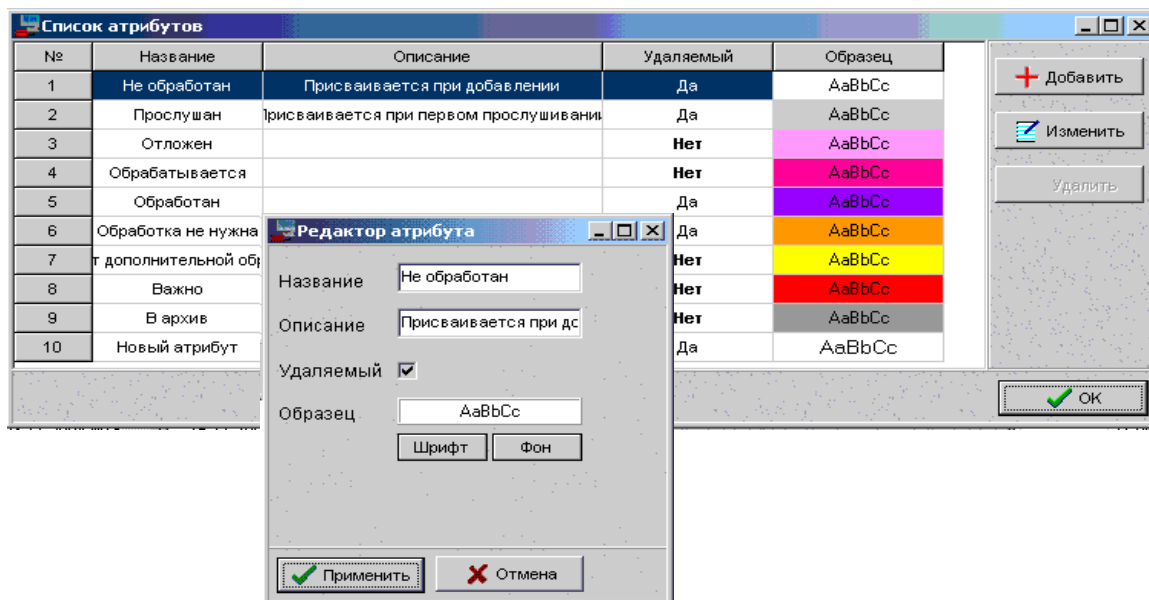 Список атрибутов
№ Название Описание Удаляемый Образец
1 Не обработан Присваивается при добавлении Да AaBbCc
2 Прослушан Присваивается при первом прослушивани Да AaBbCc
3 Отложен Нет AaBbCc
4 Обрабатывается Нет AaBbCc
5 Обработан Да AaBbCc
6 Обработка не нужна Да AaBbCc
7 т дополнительной обр Нет AaBbCc
8 Важно Нет AaBbCc
9 В архив Нет AaBbCc
10 Новый атрибут Да AaBbCc
Добавить
Изменить
Удалить
OK
Редактор атрибута
Название Не обработан
Описание Присваивается при дс
Удаляемый
Образец AaBbCc
Шрифт Фон
Применить Отмена